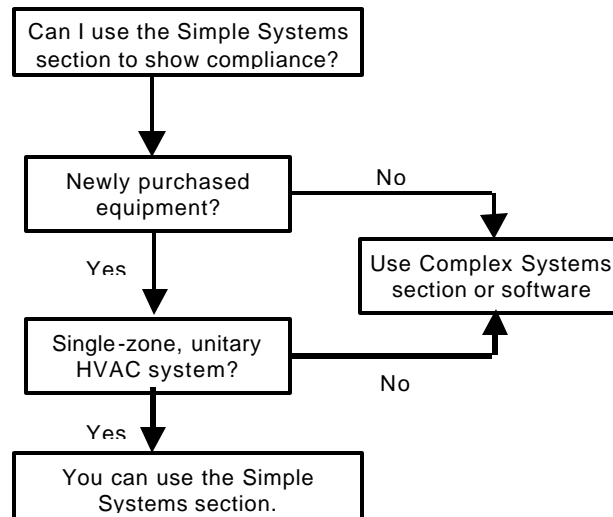 Can I use the Simple Systems
section to show compliance?
Newly purchased
equipment?
No
Yes
Use Complex Systems
section or software
Single-zone, unitary
HVAC system?
No
Yes
You can use the Simple
Systems section.